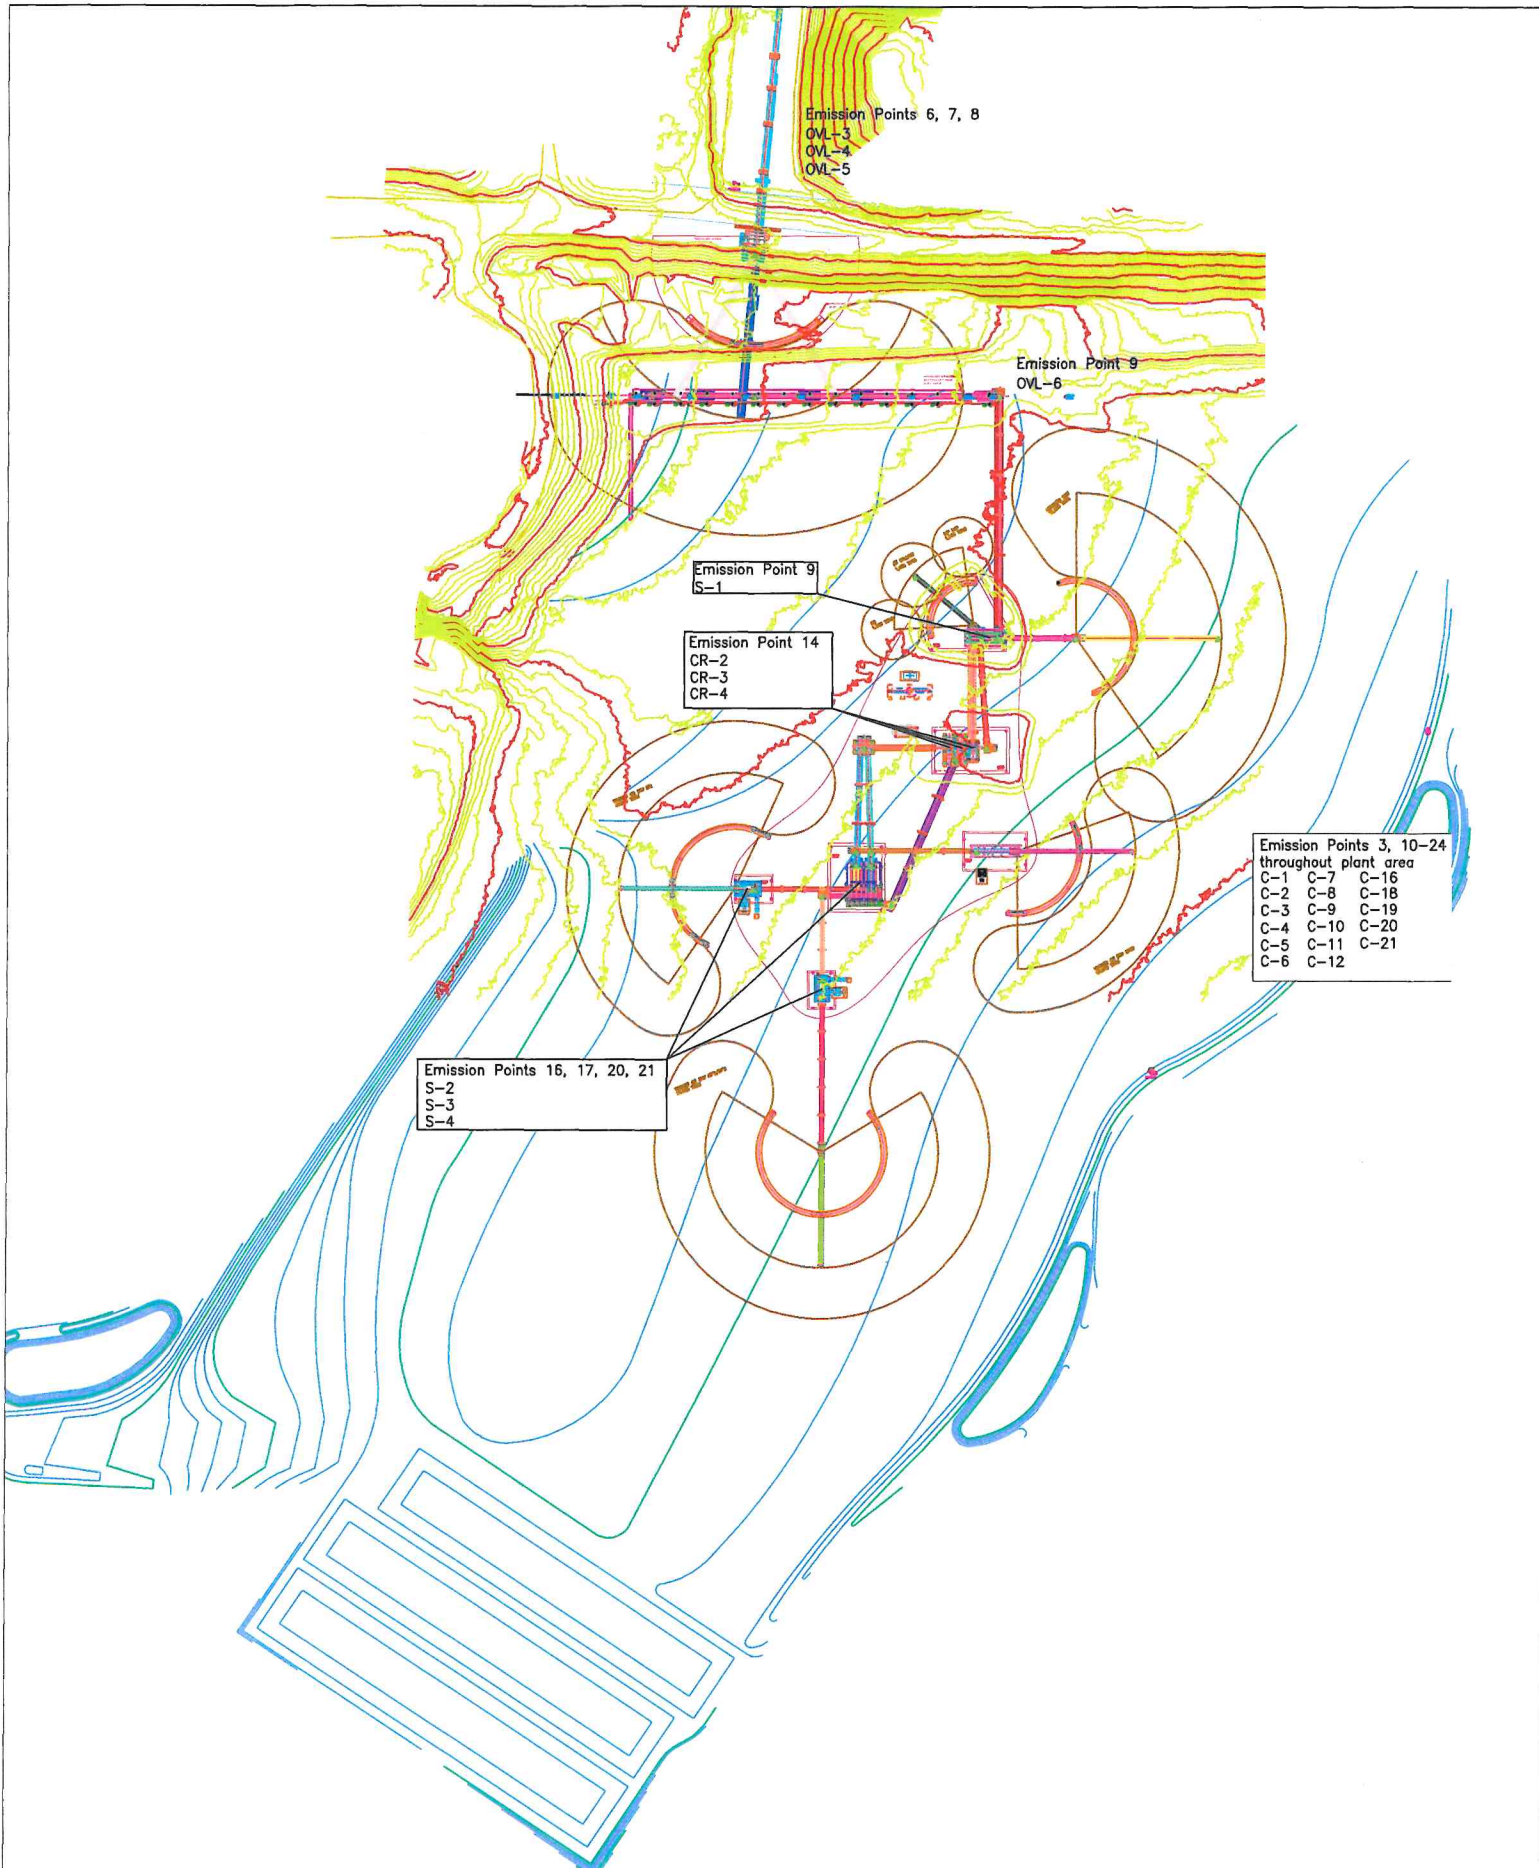 Emission Points 6, 7, 8
OVL-3
OVL-4
OVL-5
Emission Point 9
OVL-6
Emission Point 9
S-1
Emission Point 14
CR-2
CR-3
CR-4
Emission Points 3, 10-24
throughout plant area
C-1 C-7 C-16
C-2 C-8 C-18
C-3 C-9 C-19
C-4 C-10 C-20
C-5 C-11 C-21
C-6 C-12
Emission Points 16, 17, 20, 21
S-2
S-3
S-4